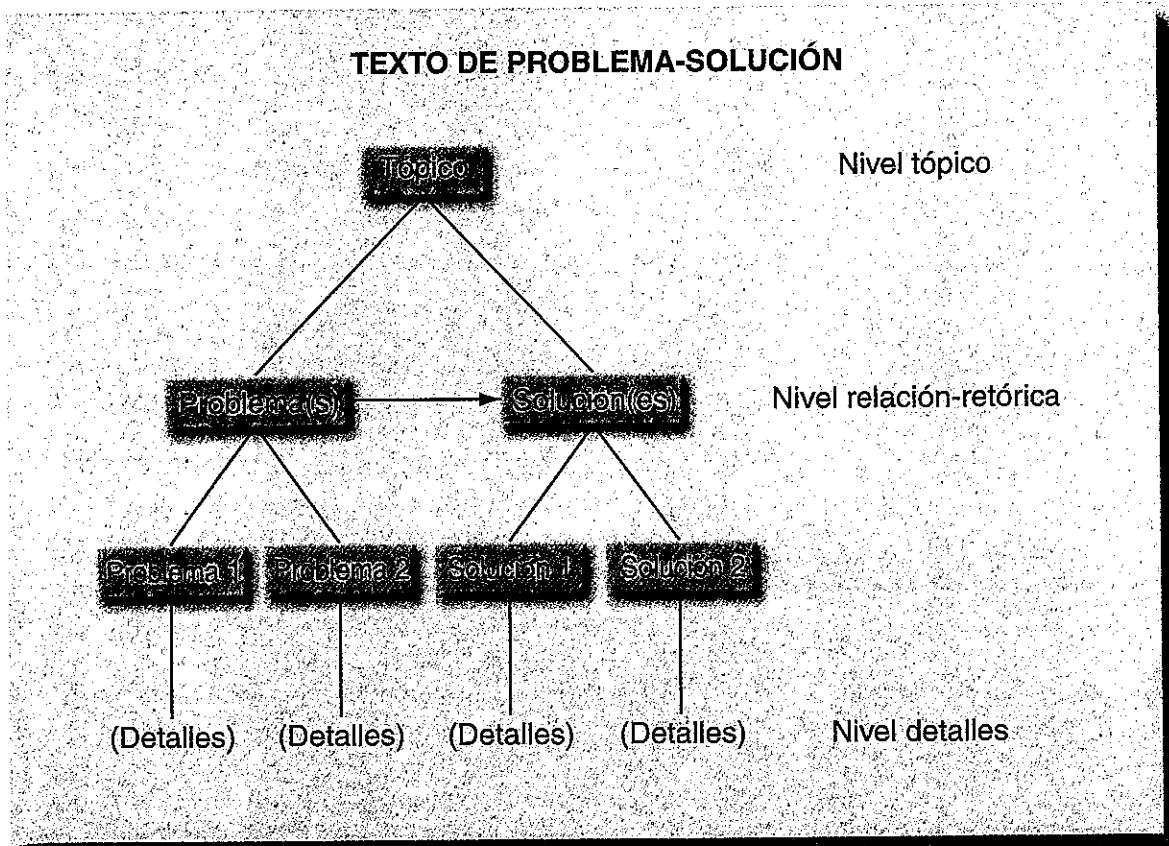 TEXTO DE PROBLEMA-SOLUCIÓN
Tópico Nivel tópico
Problema(s) Solución(es) Nivel relación-retórica
Problema 1 Problema 2 Solución 1 Solución 2
(Detalles) (Detalles) (Detalles) (Detalles) Nivel detalles